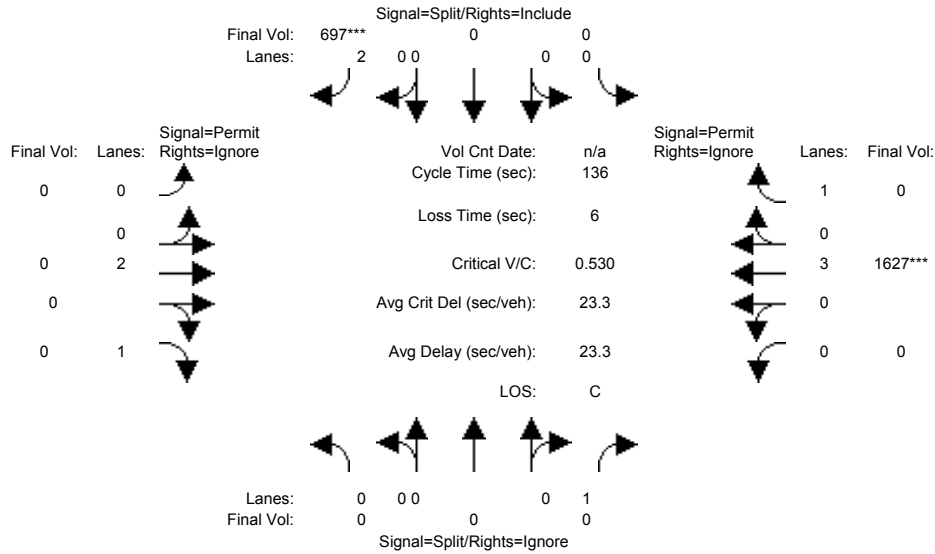 Signal=Split/Rights=Include
Final Vol: 697*** 0 0
Lanes: 2 0 0 0 0
Signal=Permit Signal=Permit
Final Vol: Lanes: Rights=Ignore Vol Cnt Date: n/a Rights=Ignore Lanes: Final Vol:
Cycle Time (sec): 136
0 0 1 0
Loss Time (sec): 6
0 0
0 2 Critical V/C: 0.530 3 1627***
0 Avg Crit Del (sec/veh): 23.3 0
0 1 Avg Delay (sec/veh): 23.3 0 0
LOS: C
Lanes: 0 0 0 0 1
Final Vol: 0 0 0
Signal=Split/Rights=Ignore